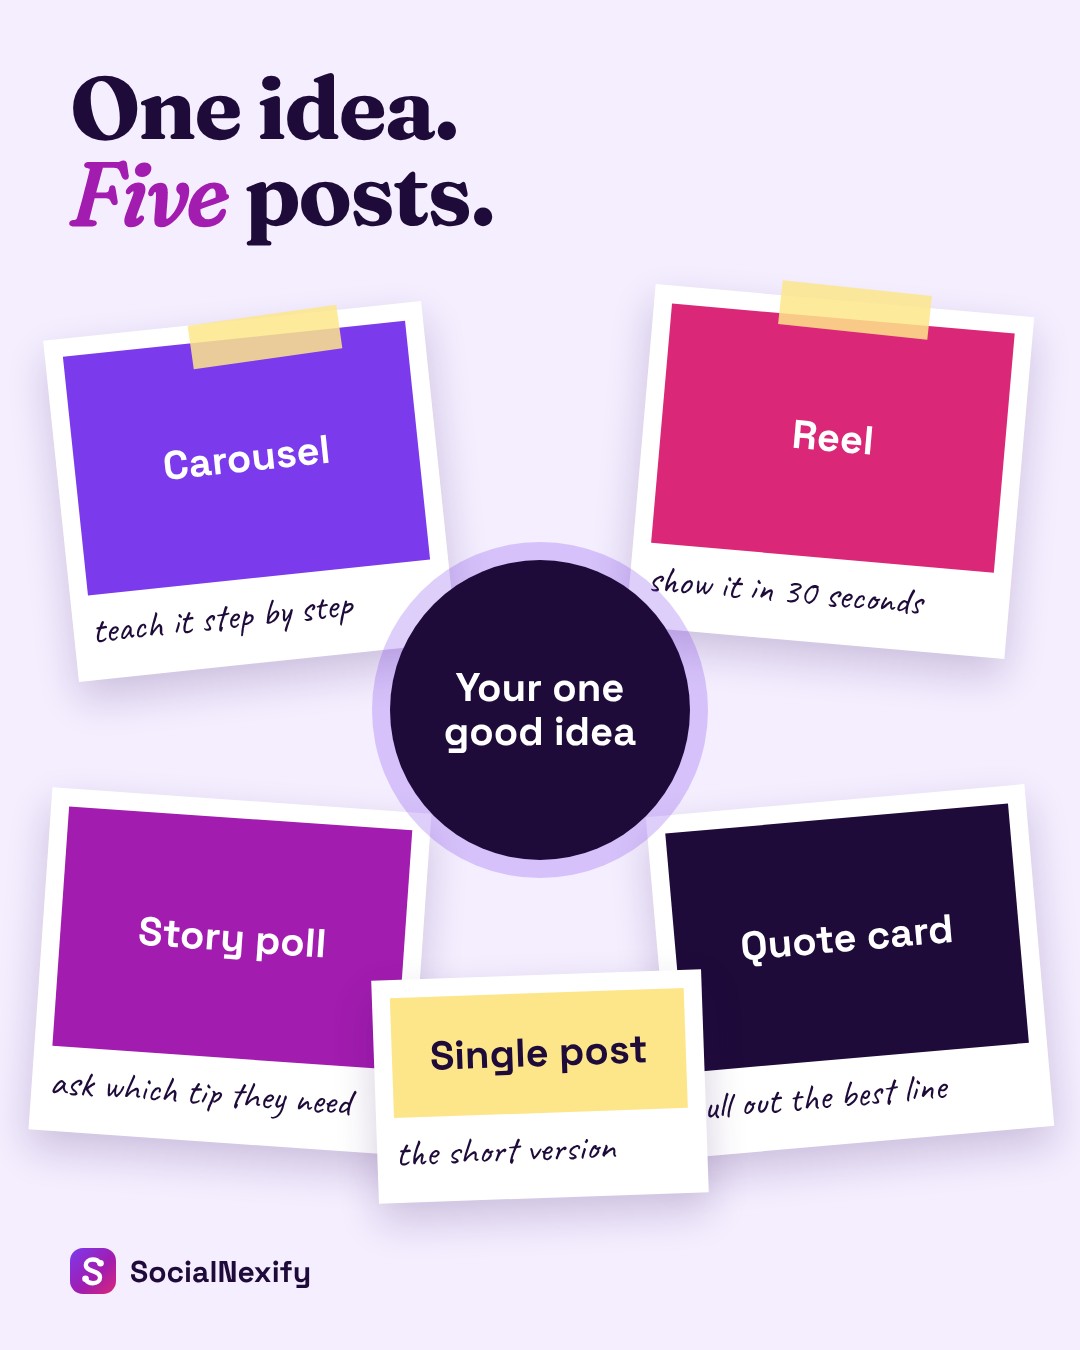 One idea.
Five posts.
Carousel
teach it step by step
Reel
show it in 30 seconds
Your one
good idea
Story poll
ask which tip they need
Quote card
ull out the best line
Single post
the short version
S
SocialNexify